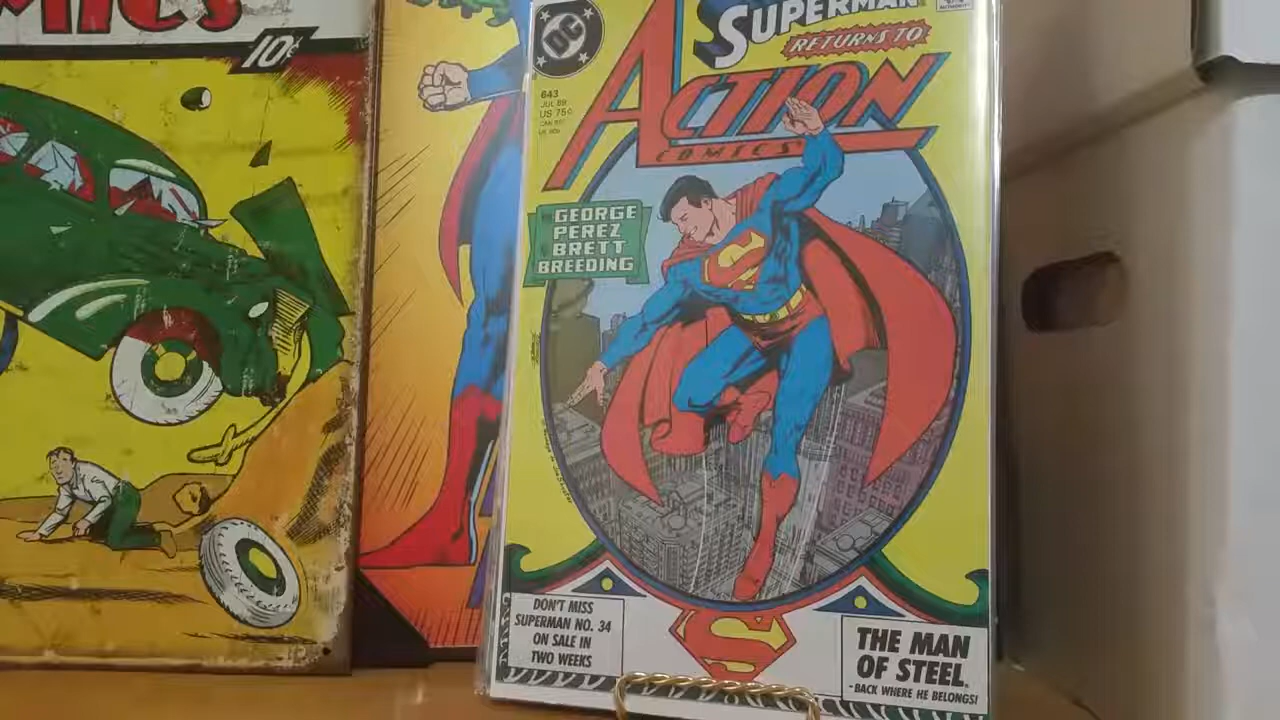 COMICS
10¢
DC
SUPERMAN
RETURNS TO
ACTION
COMICS
643
JUL 89
US 75¢
GEORGE
PEREZ
BRETT
BREEDING
DON'T MISS
SUPERMAN NO. 34
ON SALE IN
TWO WEEKS
S
THE MAN
OF STEEL.
-BACK WHERE HE BELONGS!